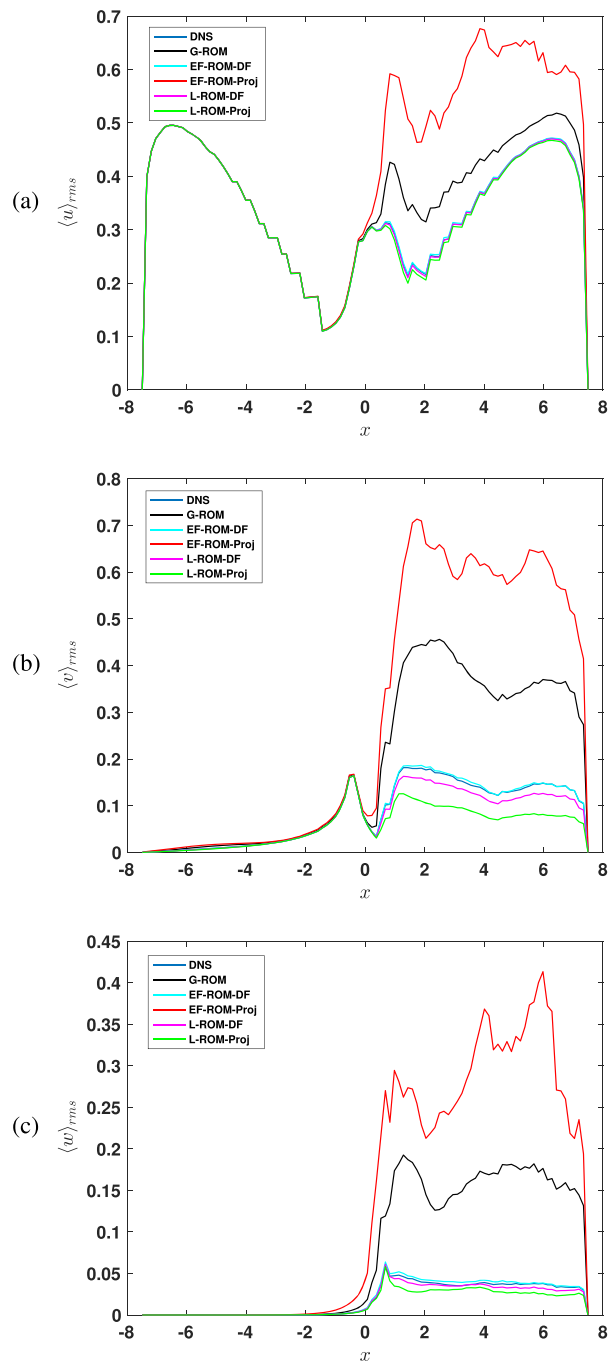 0.7
DNS
G-ROM
EF-ROM-DF
EF-ROM-Proj
L-ROM-DF
L-ROM-Proj
0.6
0.5
0.4
(a)
⟨u⟩rms
0.3
0.2
0.1
0
-8 -6 -4 -2 0 2 4 6 8
x
0.8
DNS
G-ROM
EF-ROM-DF
EF-ROM-Proj
L-ROM-DF
L-ROM-Proj
0.7
0.6
0.5
(b)
⟨v⟩rms
0.4
0.3
0.2
0.1
0
-8 -6 -4 -2 0 2 4 6 8
x
0.45
DNS
G-ROM
EF-ROM-DF
EF-ROM-Proj
L-ROM-DF
L-ROM-Proj
0.4
0.35
0.3
0.25
(c)
⟨w⟩rms
0.2
0.15
0.1
0.05
0
-8 -6 -4 -2 0 2 4 6 8
x